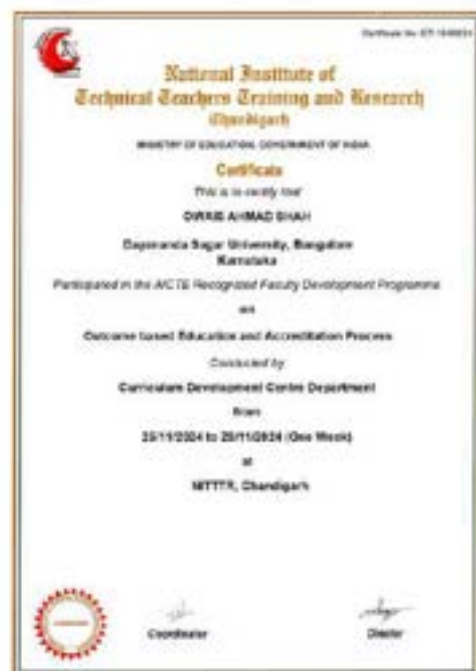 National Institute of
Technical Teachers Training and Research
Chandigarh
MINISTRY OF EDUCATION, GOVERNMENT OF INDIA
Certificate
This is to certify that
AHMAD SHAH
Dayananda Sagar University, Bangalore
Karnataka
Participated in the AICTE Recognized Faculty Development Programme
on
Outcome based Education and Accreditation Process
Conducted by
Curriculum Development Centre Department
from
25/11/2024 to 29/11/2024 (One Week)
at
NITTTR, Chandigarh
Coordinator
Director